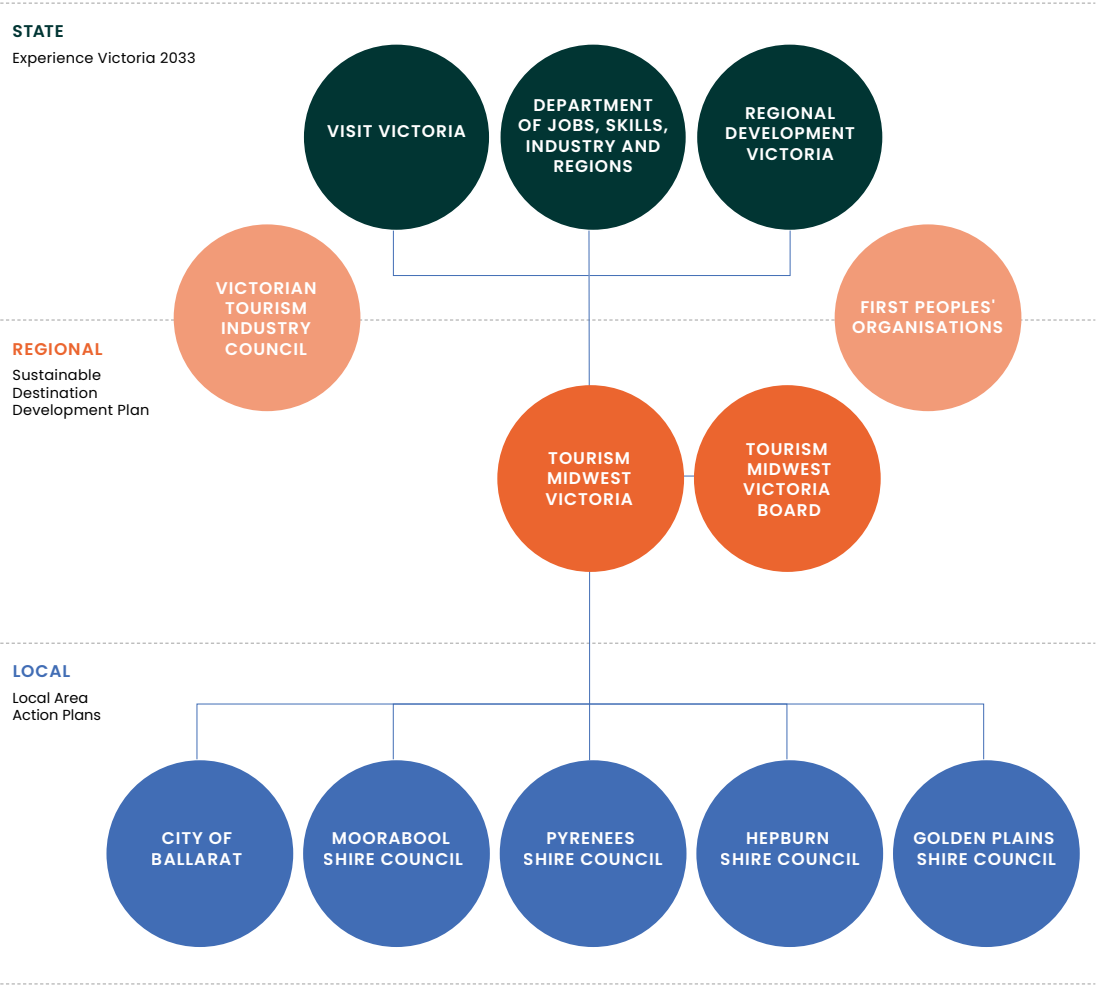 STATE
Experience Victoria 2033
VISIT VICTORIA
DEPARTMENT
OF JOBS, SKILLS,
INDUSTRY AND
REGIONS
REGIONAL
DEVELOPMENT
VICTORIA
VICTORIAN
TOURISM
INDUSTRY
COUNCIL
FIRST PEOPLES'
ORGANISATIONS
REGIONAL
Sustainable
Destination
Development Plan
TOURISM
MIDWEST
VICTORIA
TOURISM
MIDWEST
VICTORIA
BOARD
LOCAL
Local Area
Action Plans
CITY OF
BALLARAT
MOORABOOL
SHIRE COUNCIL
PYRENEES
SHIRE COUNCIL
HEPBURN
SHIRE COUNCIL
GOLDEN PLAINS
SHIRE COUNCIL